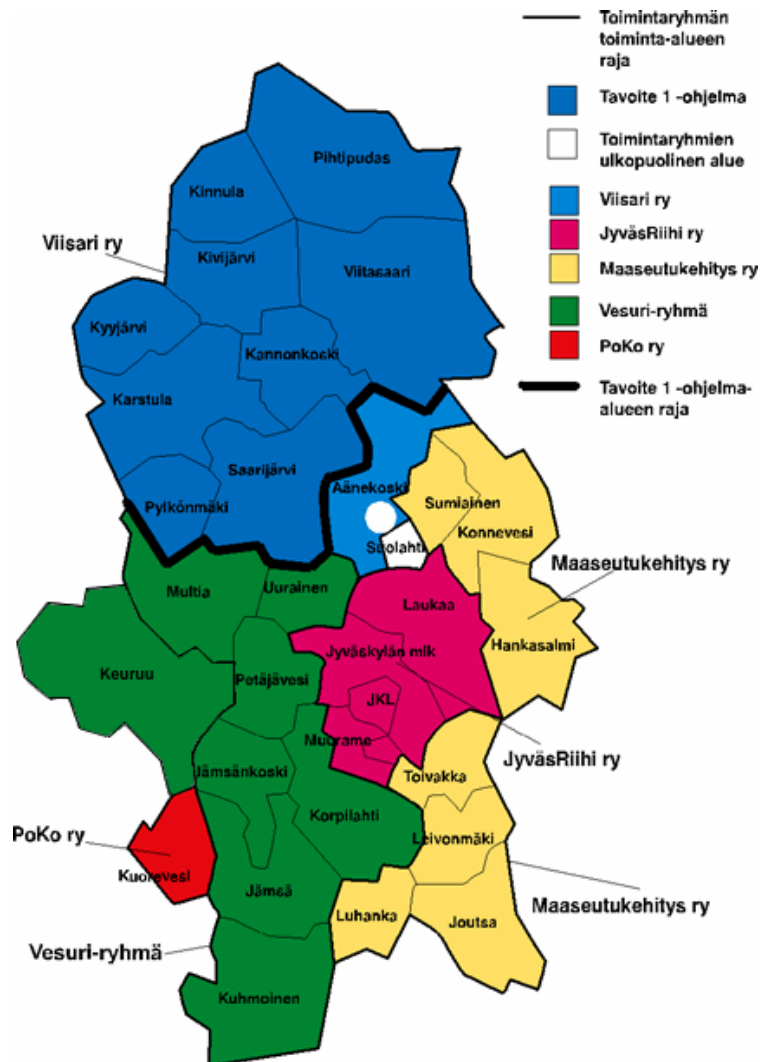 Toimintaryhmän
toiminta-alueen
raja
Tavoite 1 -ohjelma
Toimintaryhmien
ulkopuolinen alue
Viisari ry
JyväsRiihi ry
Maaseutukehitys ry
Vesuri-ryhmä
PoKo ry
Tavoite 1 -ohjelma-
alueen raja
Pihtipudas
Kinnula
Viisari ry
Kivijärvi
Viitasaari
Kyyjärvi
Kannonkoski
Karstula
Saarijärvi
Äänekoski
Pylkönmäki
Sumiainen
Konnevesi
Suolahti
Maaseutukehitys ry
Multia
Uurainen
Laukaa
Hankasalmi
Jyväskylän mlk
Keuruu
Petäjävesi
JKL
Muurame
JyväsRiihi ry
Jämsänkoski
Toivakka
Korpilahti
PoKo ry
Leivonmäki
Kuorevesi
Jämsä
Luhanka
Joutsa
Maaseutukehitys ry
Vesuri-ryhmä
Kuhmoinen